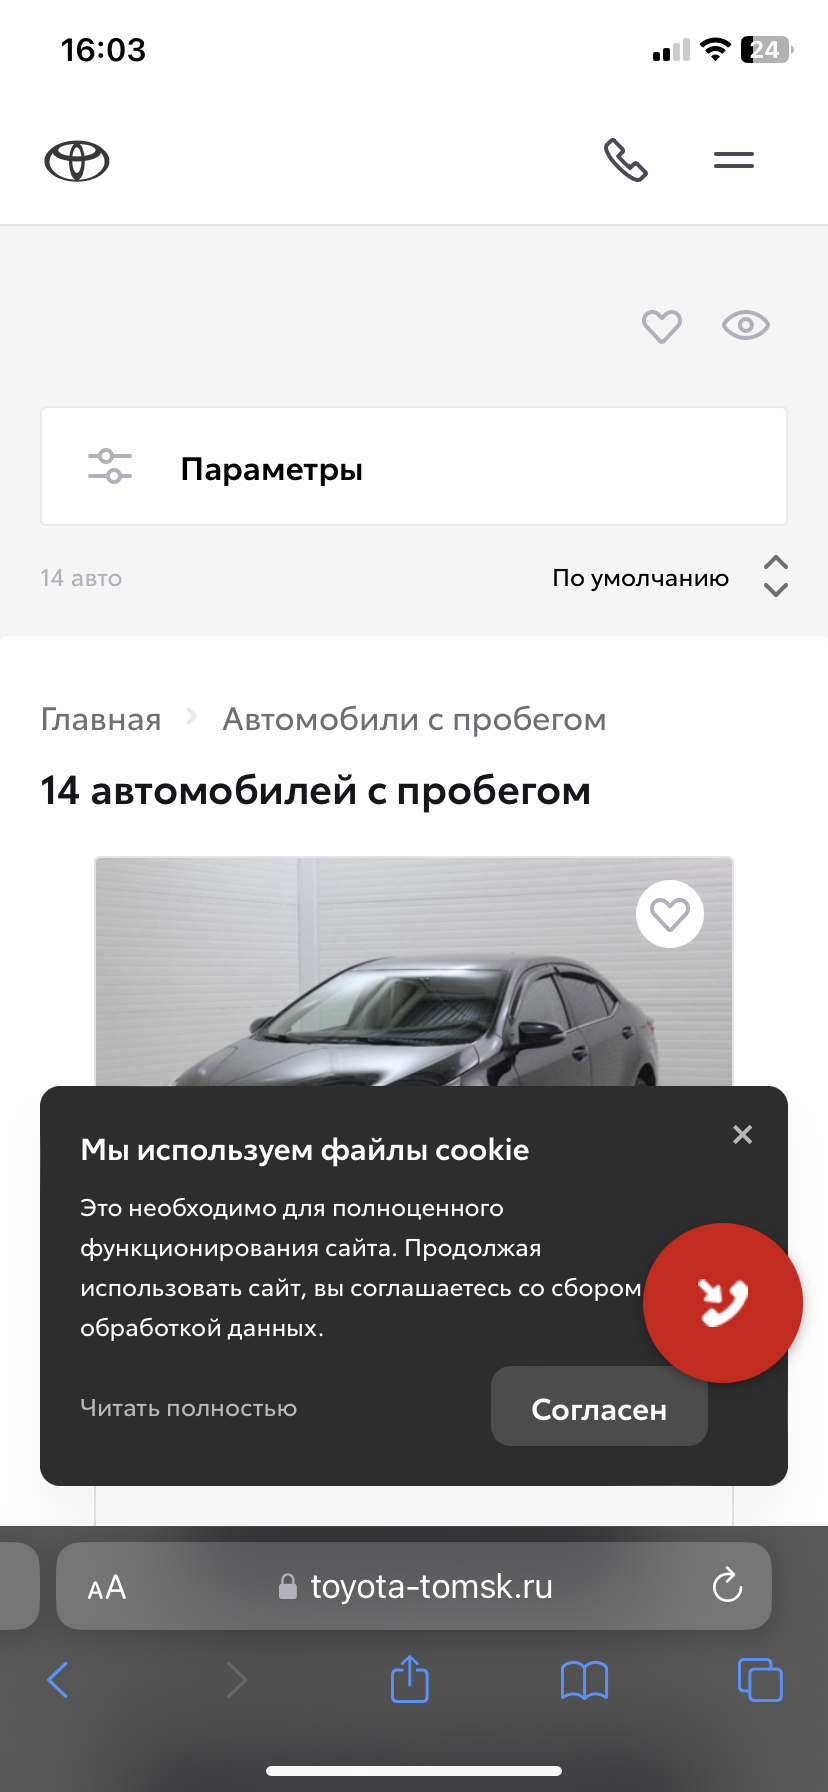 16:03
24
Параметры
14 авто
По умолчанию
Главная
Автомобили с пробегом
14 автомобилей с пробегом
Мы используем файлы cookie
Это необходимо для полноценного
функционирования сайта. Продолжая
использовать сайт, вы соглашаетесь со сбором
обработкой данных.
Читать полностью
Согласен
AA
toyota-tomsk.ru